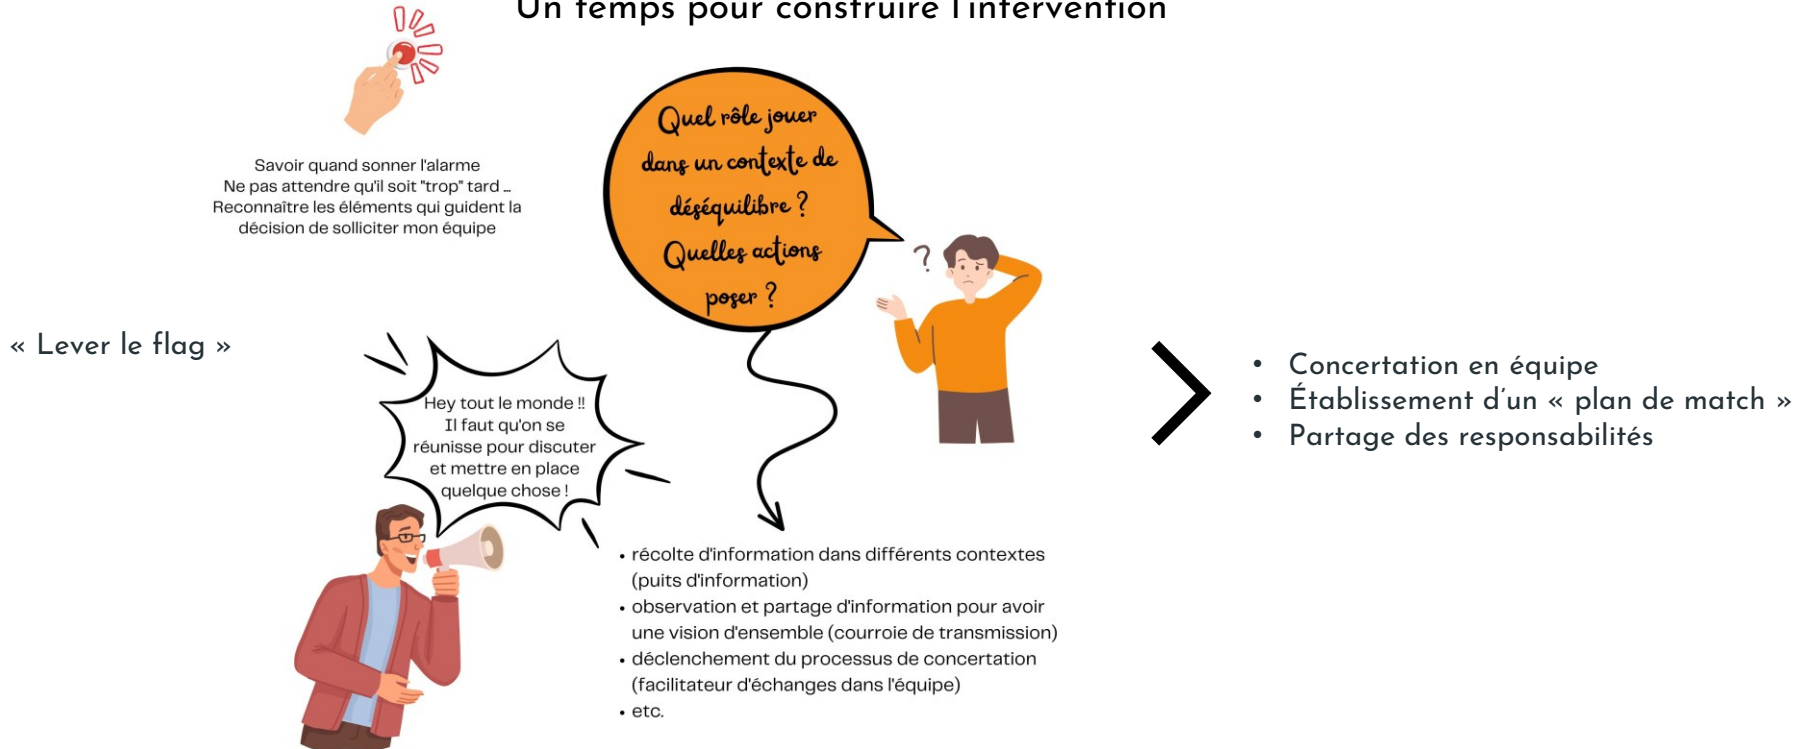 Un temps pour construire l'intervention
Savoir quand sonner l'alarme
Ne pas attendre qu'il soit "trop" tard ...
Reconnaître les éléments qui guident la
décision de solliciter mon équipe
Quel rôle jouer
dans un contexte de
déséquilibre ?
Quelles actions
poser ?
?
« Lever le flag »
Hey tout le monde !!
Il faut qu'on se
réunisse pour discuter
et mettre en place
quelque chose !
• récolte d'information dans différents contextes
(puits d'information)
• observation et partage d'information pour avoir
une vision d'ensemble (courroie de transmission)
• déclenchement du processus de concertation
(facilitateur d'échanges dans l'équipe)
• etc.
• Concertation en équipe
• Établissement d'un « plan de match »
• Partage des responsabilités